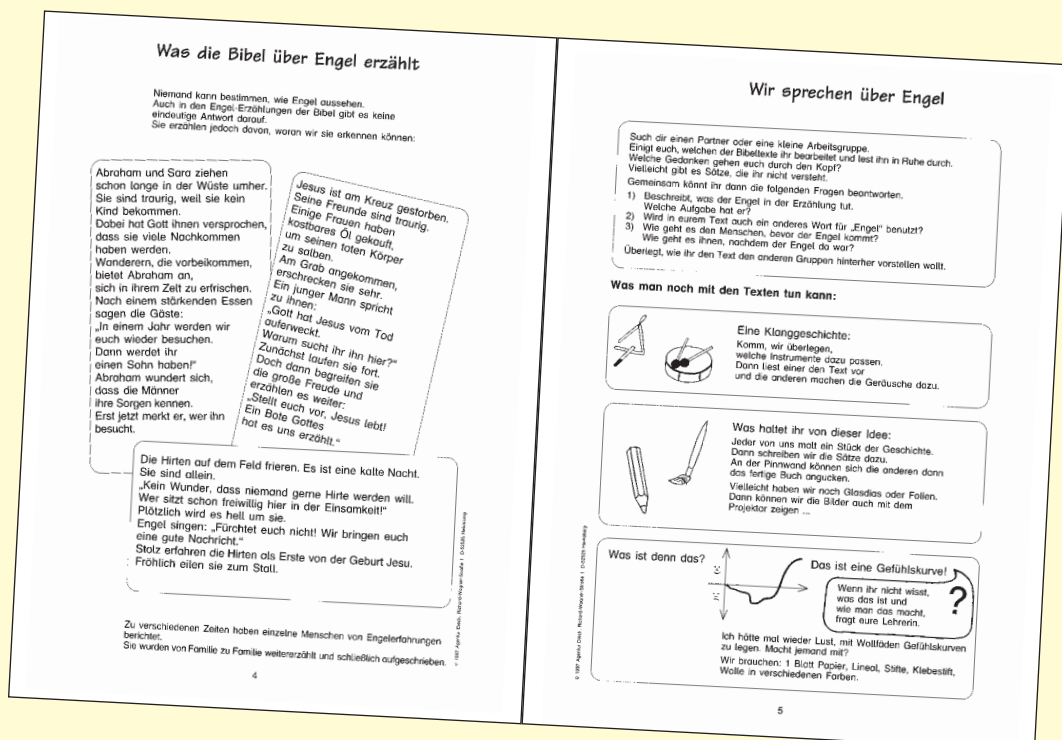 Was die Bibel über Engel erzählt
Niemand kann bestimmen, wie Engel aussehen.
Auch in den Engel-Erzählungen der Bibel gibt es keine
eindeutige Antwort darauf.
Sie erzählen jedoch davon, woran wir sie erkennen können:
Abraham und Sara ziehen
schon lange in der Wüste umher.
Sie sind traurig, weil sie kein
Kind bekommen.
Dabei hat Gott ihnen versprochen,
dass sie viele Nachkommen
haben werden.
Wanderern, die vorbeikommen,
bietet Abraham an,
sich in ihrem Zelt zu erfrischen.
Nach einem stärkenden Essen
sagen die Gäste:
„In einem Jahr werden wir
euch wieder besuchen.
Dann werdet ihr
einen Sohn haben!“
Abraham wundert sich,
dass die Männer
ihre Sorgen kennen.
Erst jetzt merkt er, wer ihn
besucht.
Jesus ist am Kreuz gestorben.
Seine Freunde sind traurig.
Einige Frauen haben
kostbares Öl gekauft,
um seinen toten Körper
zu salben.
Am Grab angekommen,
erschrecken sie sehr.
Ein junger Mann spricht
zu ihnen:
„Gott hat Jesus vom Tod
auferweckt.
Warum sucht ihr ihn hier?“
Zunächst laufen sie fort.
Doch dann begreifen sie
die große Freude und
erzählen es weiter:
„Stellt euch vor, Jesus lebt!
Ein Bote Gottes
hat es uns erzählt.“
Die Hirten auf dem Feld frieren. Es ist eine kalte Nacht.
Sie sind allein.
„Kein Wunder, dass niemand gerne Hirte werden will.
Wer sitzt schon freiwillig hier in der Einsamkeit!“
Plötzlich wird es hell um sie.
Engel singen: „Fürchtet euch nicht! Wir bringen euch
eine gute Nachricht.“
Stolz erfahren die Hirten als Erste von der Geburt Jesu.
Fröhlich eilen sie zum Stall.
Zu verschiedenen Zeiten haben einzelne Menschen von Engelerfahrungen
berichtet.
Sie wurden von Familie zu Familie weitererzählt und schließlich aufgeschrieben.
4
Wir sprechen über Engel
Such dir einen Partner oder eine kleine Arbeitsgruppe.
Einigt euch, welchen der Bibeltexte ihr bearbeitet und lest ihn in Ruhe durch.
Welche Gedanken gehen euch durch den Kopf?
Vielleicht gibt es Sätze, die ihr nicht versteht.
Gemeinsam könnt ihr dann die folgenden Fragen beantworten.
1) Beschreibt, was der Engel in der Erzählung tut.
Welche Aufgabe hat er?
2) Wird in eurem Text auch ein anderes Wort für „Engel“ benutzt?
3) Wie geht es den Menschen, bevor der Engel kommt?
Wie geht es ihnen, nachdem der Engel da war?
Überlegt, wie ihr den Text den anderen Gruppen hinterher vorstellen wollt.
Was man noch mit den Texten tun kann:
Eine Klanggeschichte:
Komm, wir überlegen,
welche Instrumente dazu passen.
Dann liest einer den Text vor
und die anderen machen die Geräusche dazu.
Was haltet ihr von dieser Idee:
Jeder von uns malt ein Stück der Geschichte.
Dann schreiben wir die Sätze dazu.
An der Pinnwand können sich die anderen dann
das fertige Buch angucken.
Vielleicht haben wir noch Glasdias oder Folien.
Dann können wir die Bilder auch mit dem
Projektor zeigen ...
Was ist denn das?
Das ist eine Gefühlskurve!
Wenn ihr nicht wisst,
was das ist und
wie man das macht,
fragt eure Lehrerin.
?
Ich hätte mal wieder Lust, mit Wollfäden Gefühlskurven
zu legen. Macht jemand mit?
Wir brauchen: 1 Blatt Papier, Lineal, Stifte, Klebestift,
Wolle in verschiedenen Farben.
5